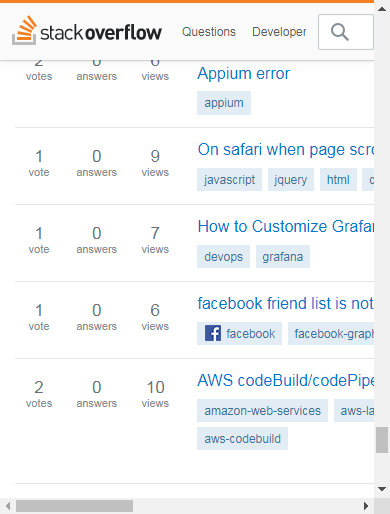 stackoverflow Questions Developer
2 0 6 Appium error
votes answers views
appium
1 0 9 On safari when page scro
vote answers views
javascript jquery html
1 0 7 How to Customize Grafan
vote answers views
devops grafana
1 0 6 facebook friend list is not
vote answers views
facebook facebook-graph
2 0 10 AWS codeBuild/codePipe
votes answers views
amazon-web-services aws-la
aws-codebuild